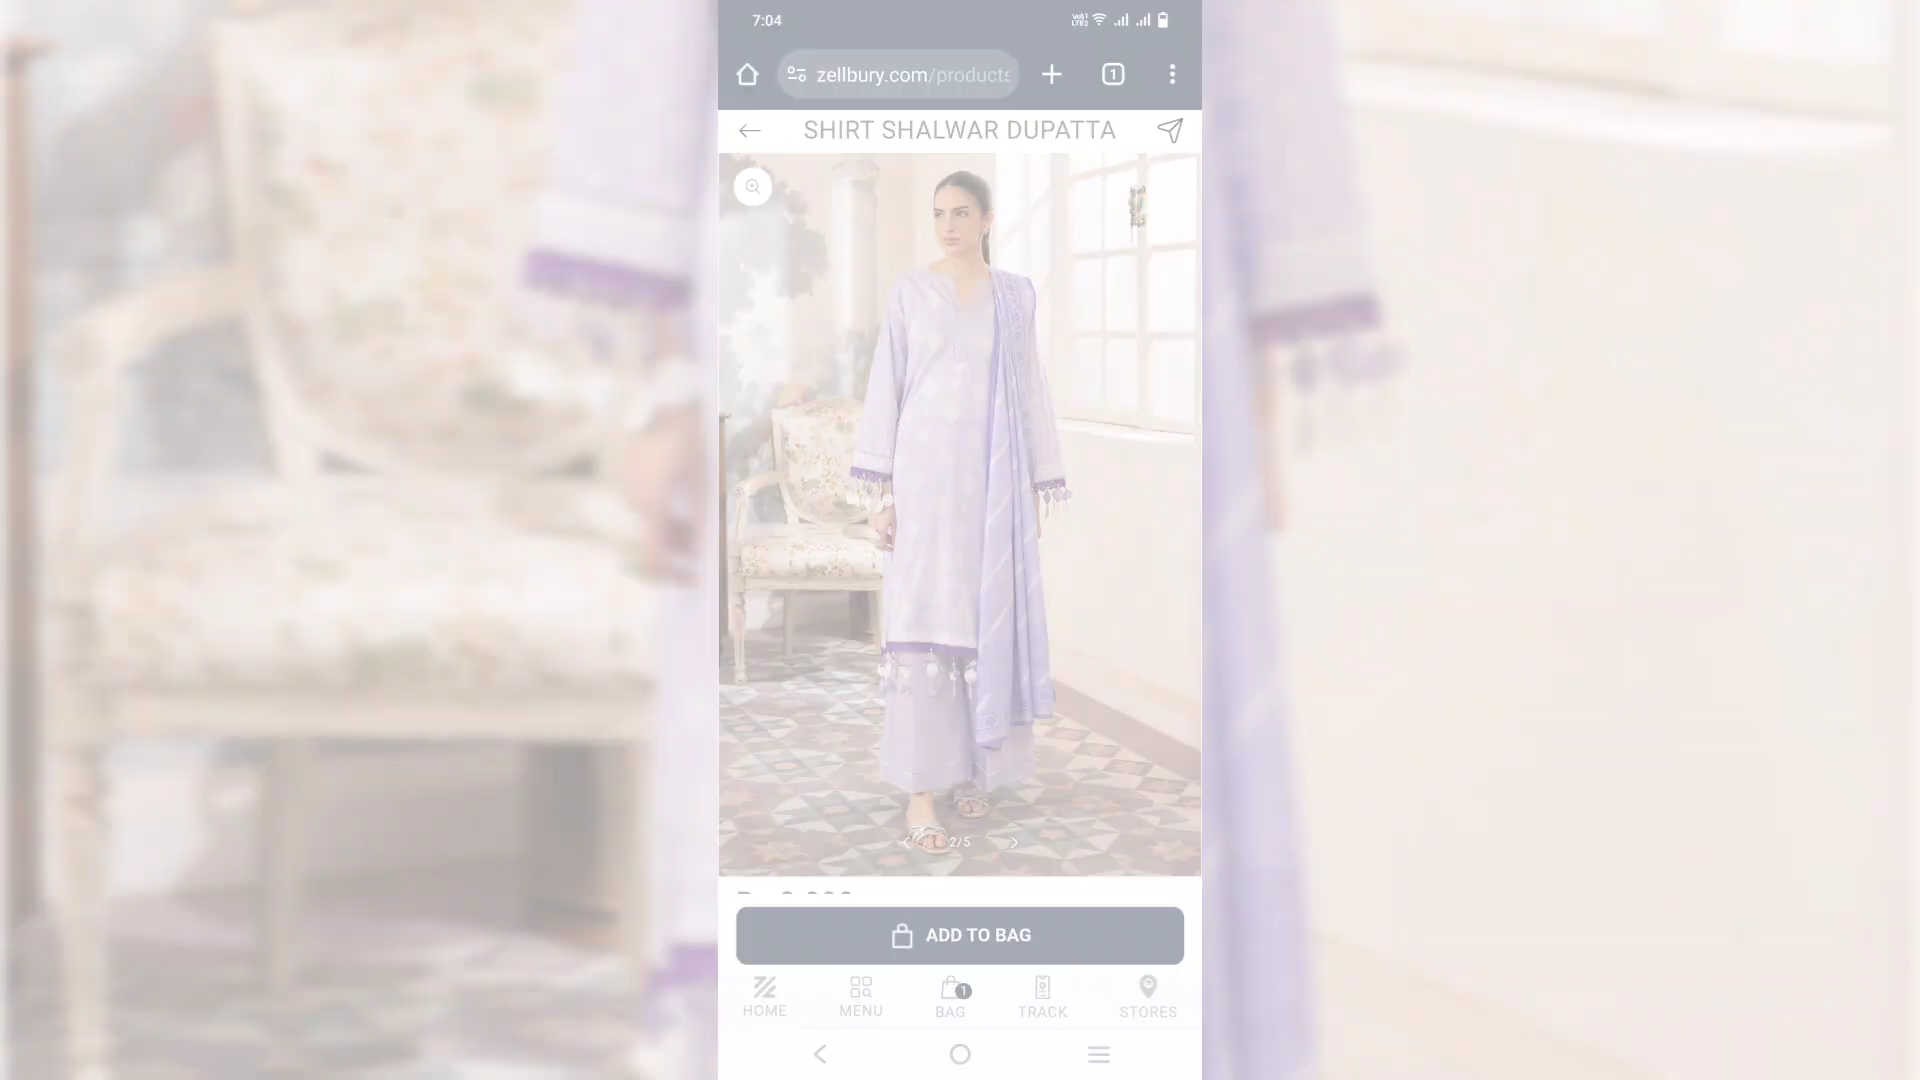 7:04
zellbury.com/products
1
SHIRT SHALWAR DUPATTA
2/5
ADD TO BAG
1
HOME
MENU
BAG
TRACK
STORES